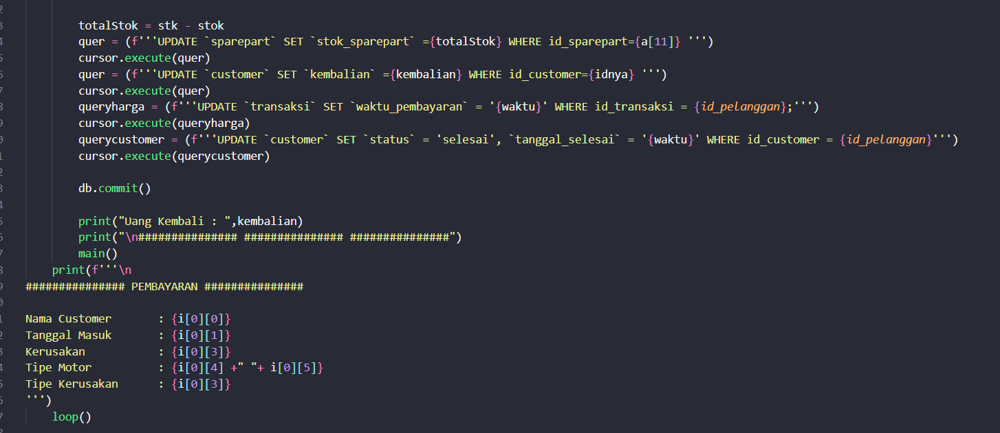 totalStok = stk - stok
quer = (f'''UPDATE `sparepart` SET `stok_sparepart` ={totalStok} WHERE id_sparepart={a[11]} ''')
cursor.execute(quer)
quer = (f'''UPDATE `customer` SET `kembalian` ={kembalian} WHERE id_customer={idnya} ''')
cursor.execute(quer)
queryharga = (f'''UPDATE `transaksi` SET `waktu_pembayaran` = '{waktu}' WHERE id_transaksi = {id_pelanggan};''')
cursor.execute(queryharga)
querycustomer = (f'''UPDATE `customer` SET `status` = 'selesai', `tanggal_selesai` = '{waktu}' WHERE id_customer = {id_pelanggan}''')
cursor.execute(querycustomer)
db.commit()
print("Uang Kembali : ",kembalian)
print("\n############### ############### ###############")
main()
print(f'''\n
############### PEMBAYARAN ###############
Nama Customer       : {i[0][0]}
Tanggal Masuk       : {i[0][1]}
Kerusakan           : {i[0][3]}
Tipe Motor          : {i[0][4] +" "+ i[0][5]}
Tipe Kerusakan      : {i[0][3]}
''')
loop()